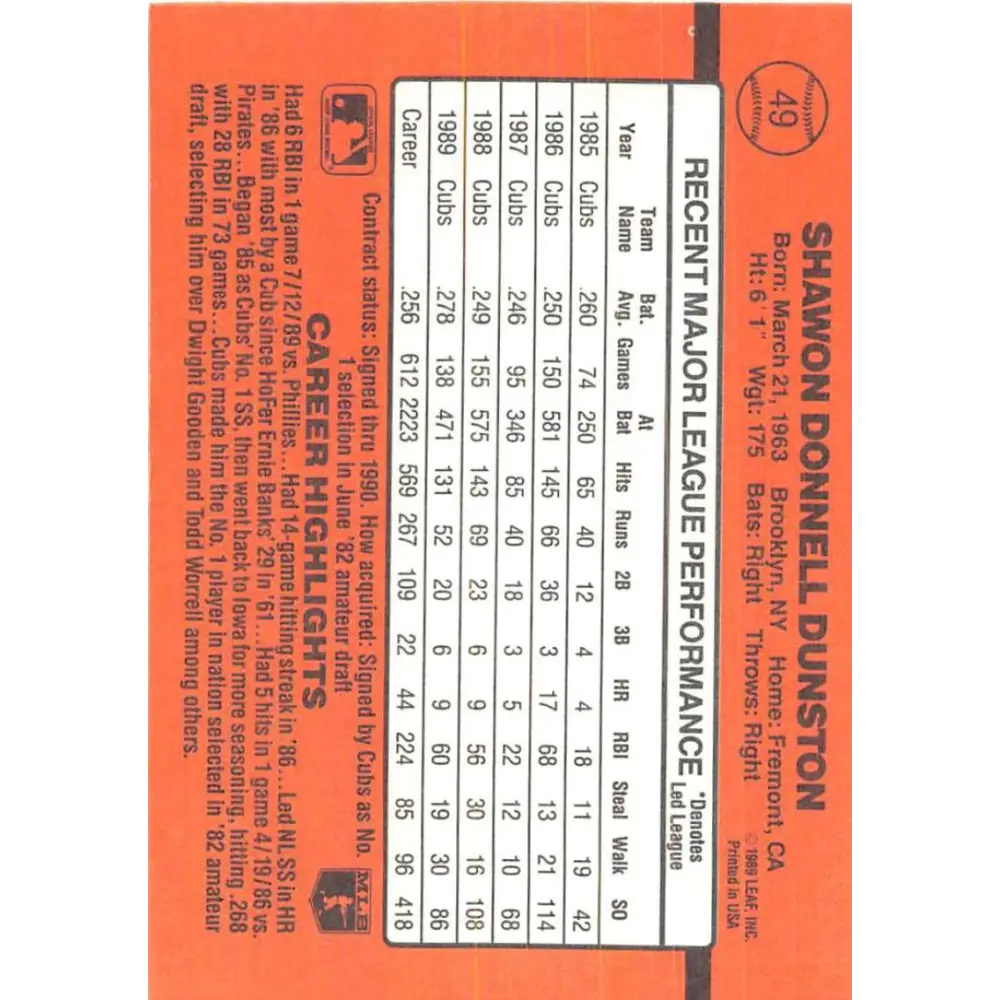 49
SHAWON DONNELL DUNSTON
Born: March 21, 1963 Brooklyn, NY Home: Fremont, CA
Ht: 6' 1" Wgt: 175 Bats: Right Throws: Right
© 1989 LEAF, INC.
Printed in USA
RECENT MAJOR LEAGUE PERFORMANCE
*Denotes
Led League
Year Team Name Bat. Avg. Games At Bat Hits Runs 2B 3B HR RBI Steal Walk SO
1985 Cubs .260 74 250 65 40 12 4 4 18 11 19 42
1986 Cubs .250 150 581 145 66 36 3 17 68 13 21 114
1987 Cubs .246 95 346 85 40 18 3 5 22 12 10 68
1988 Cubs .249 155 575 143 69 23 6 9 56 30 16 108
1989 Cubs .278 138 471 131 52 20 6 9 60 19 30 86
Career .256 612 2223 569 267 109 22 44 224 85 96 418
Contract status: Signed thru 1990. How acquired: Signed by Cubs as No.
1 selection in June '82 amateur draft
MLB
CAREER HIGHLIGHTS
Had 6 RBI in 1 game 7/12/89 vs. Phillies...Had 14-game hitting streak in '86...Led NL SS in HR
in '86 with most by a Cub since HoFer Ernie Banks' 29 in '61...Had 5 hits in 1 game 4/19/86 vs.
Pirates...Began '85 as Cubs' No. 1 SS, then went back to Iowa for more seasoning, hitting .268
with 28 RBI in 73 games...Cubs made him the No. 1 player in nation selected in '82 amateur
draft, selecting him over Dwight Gooden and Todd Worrell among others.